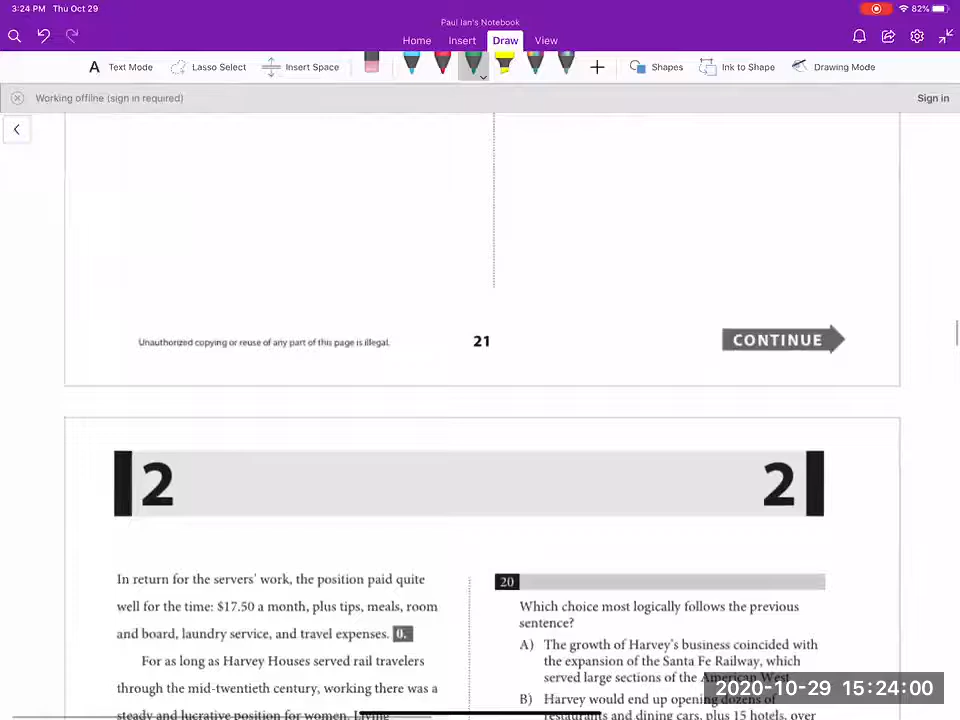 3:24 PM Thu Oct 29
82%
Paul Ian's Notebook
Home Insert Draw View
Text Mode Lasso Select Insert Space Shapes Ink to Shape Drawing Mode
Working offline (sign in required) Sign in
Unauthorized copying or reuse of any part of this page is illegal. 21 CONTINUE
2 2
In return for the servers' work, the position paid quite
well for the time: $17.50 a month, plus tips, meals, room
and board, laundry service, and travel expenses. 0.
For as long as Harvey Houses served rail travelers
through the mid-twentieth century, working there was a
steady and lucrative position for women. Living
20
Which choice most logically follows the previous
sentence?
A) The growth of Harvey's business coincided with
the expansion of the Santa Fe Railway, which
served large sections of the American West
B) Harvey would end up opening dozens of
restaurants and dining cars, plus 15 hotels, over
2020-10-29 15:24:00